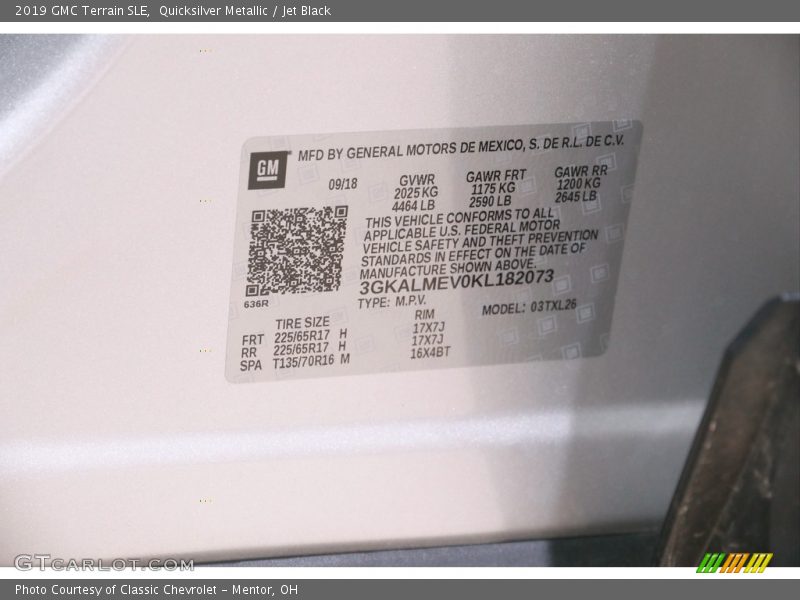 2019 GMC Terrain SLE,  Quicksilver Metallic / Jet Black
GM
MFD BY GENERAL MOTORS DE MEXICO, S. DE R.L. DE C.V.
09/18
GVWR
2025 KG
4464 LB
GAWR FRT
1175 KG
2590 LB
GAWR RR
1200 KG
2645 LB
THIS VEHICLE CONFORMS TO ALL
APPLICABLE U.S. FEDERAL MOTOR
VEHICLE SAFETY AND THEFT PREVENTION
STANDARDS IN EFFECT ON THE DATE OF
MANUFACTURE SHOWN ABOVE.
3GKALMEV0KL182073
636R
TYPE: M.P.V.
MODEL: 03TXL26
TIRE SIZE RIM
FRT 225/65R17 H 17X7J
RR 225/65R17 H 17X7J
SPA T135/70R16 M 16X4BT
GTcarlot.com
Photo Courtesy of Classic Chevrolet - Mentor, OH